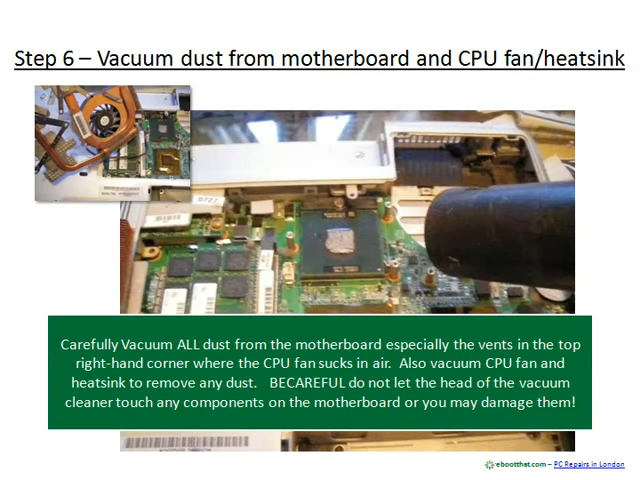 Step 6 – Vacuum dust from motherboard and CPU fan/heatsink
0727
Carefully Vacuum ALL dust from the motherboard especially the vents in the top
right-hand corner where the CPU fan sucks in air.  Also vacuum CPU fan and
heatsink to remove any dust.   BECAREFUL do not let the head of the vacuum
cleaner touch any components on the motherboard or you may damage them!
ebootthat.com – PC Repairs in London